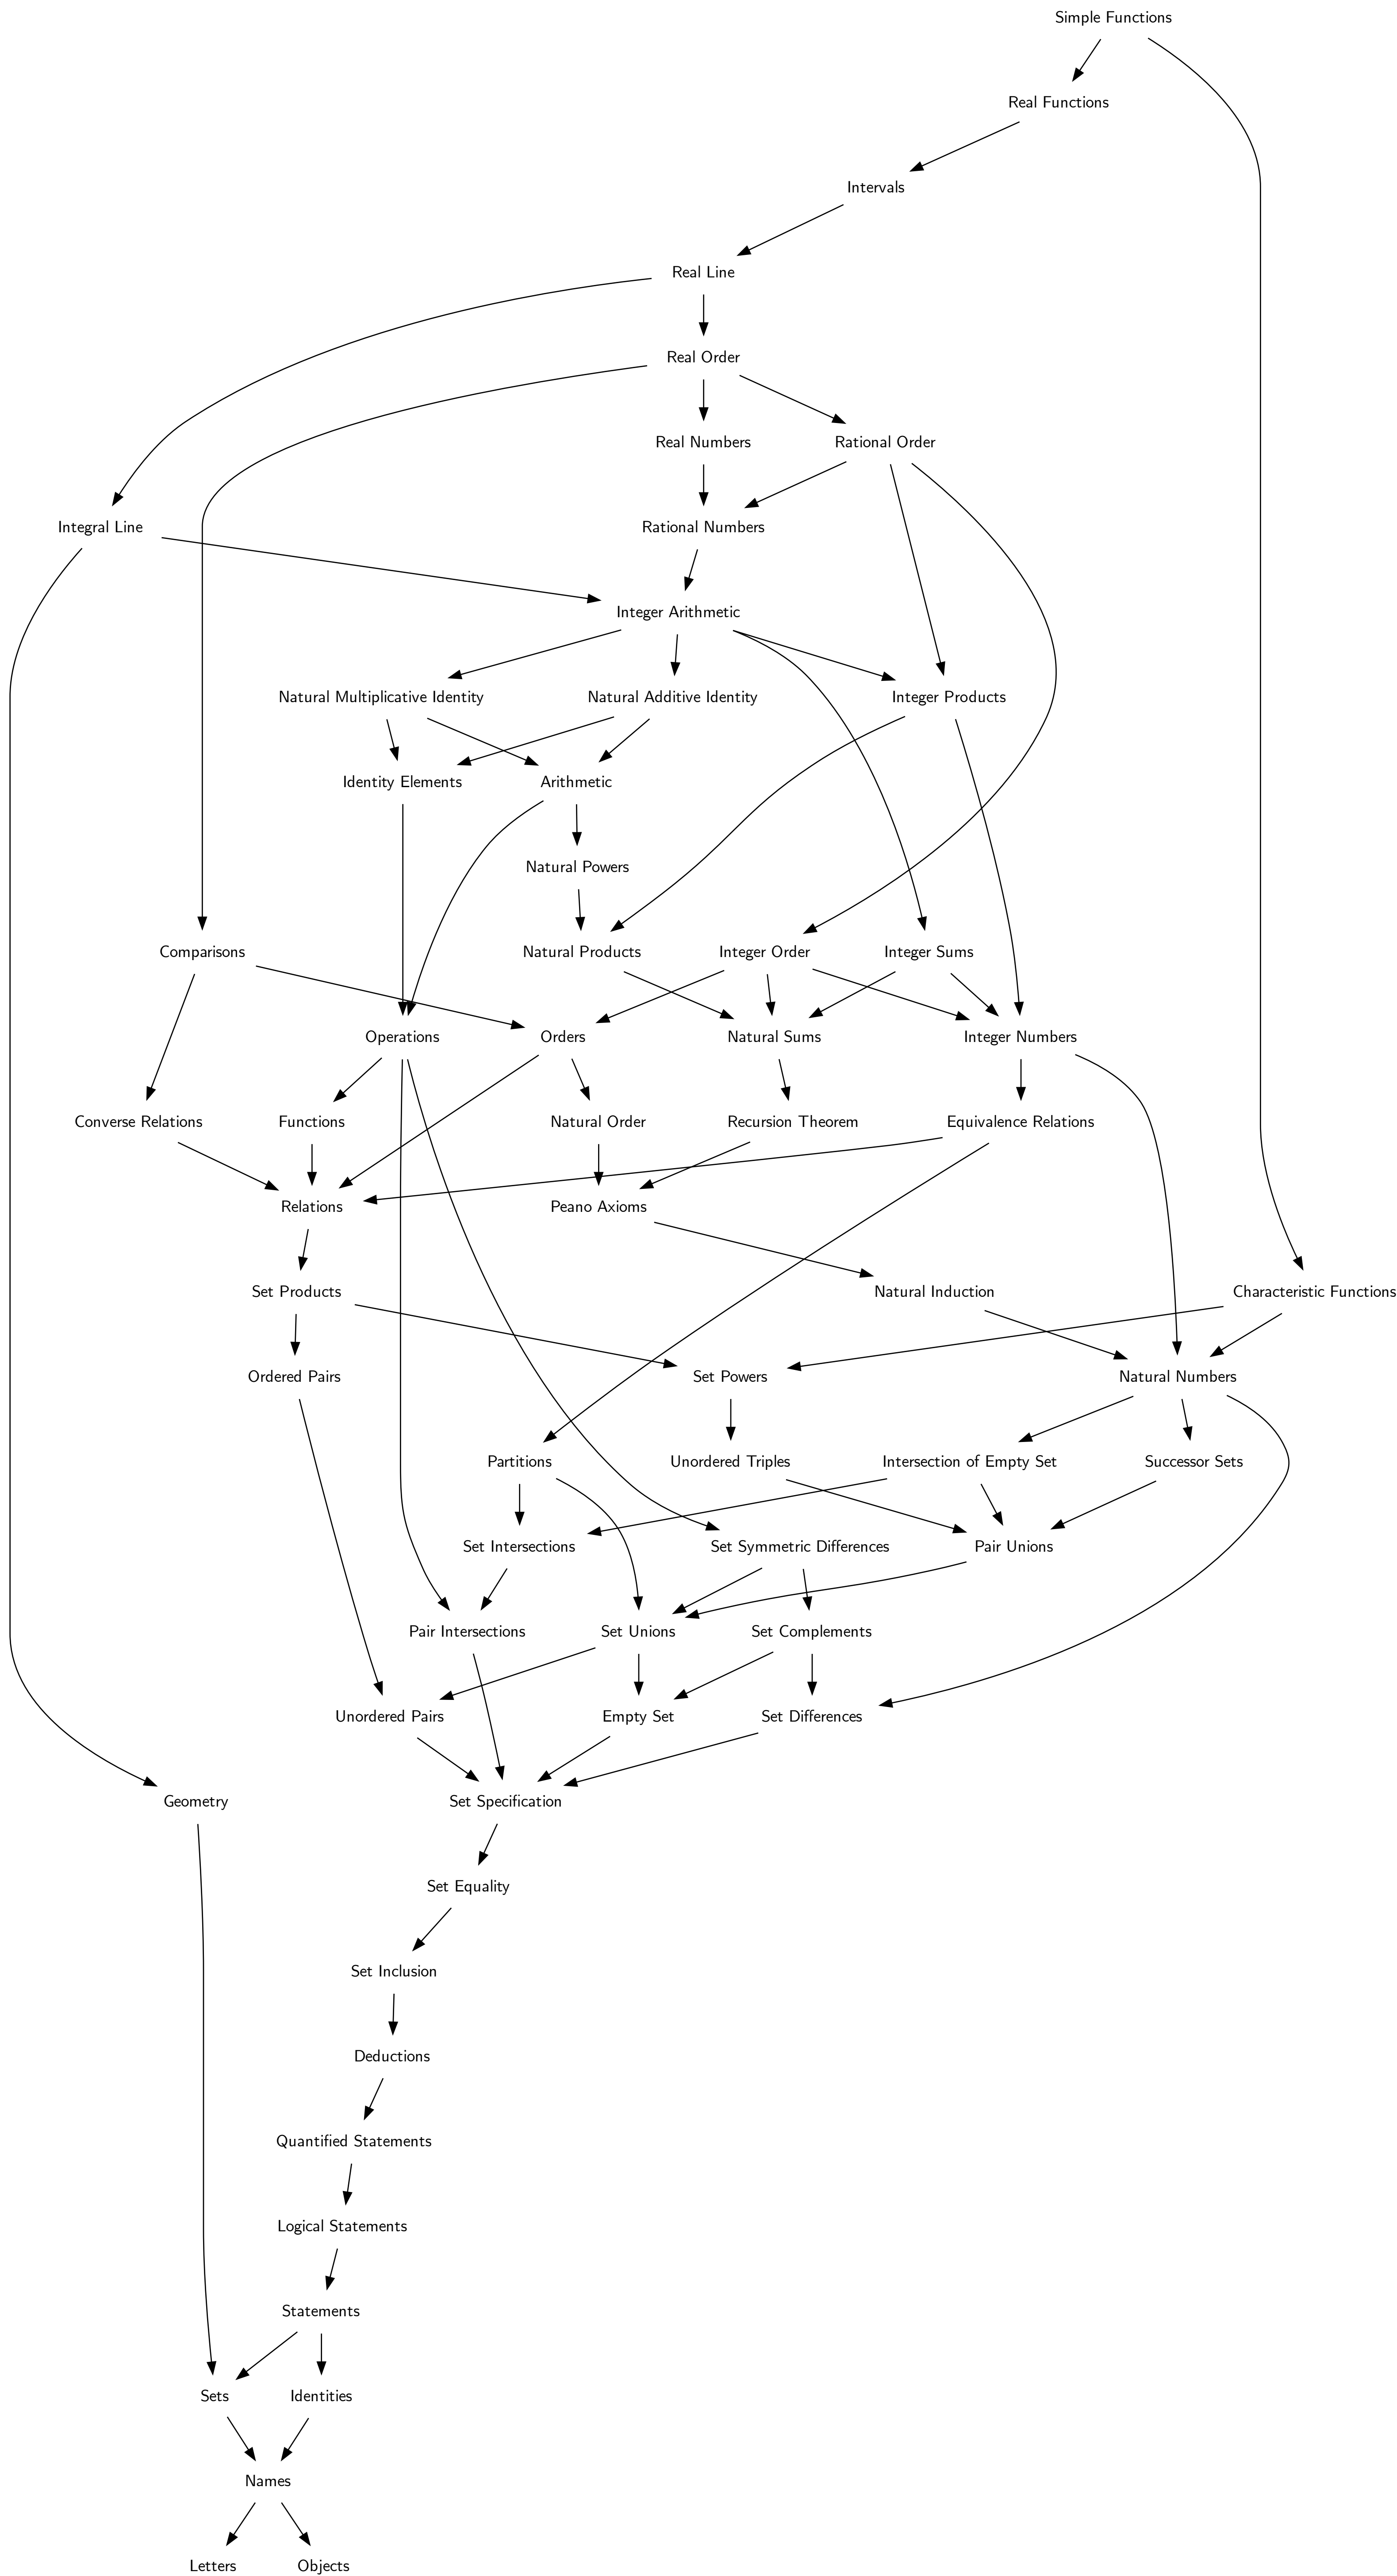 Simple Functions
Real Functions
Intervals
Real Line
Real Order
Real Numbers
Rational Order
Integral Line
Rational Numbers
Integer Arithmetic
Natural Multiplicative Identity
Natural Additive Identity
Integer Products
Identity Elements
Arithmetic
Natural Powers
Comparisons
Natural Products
Integer Order
Integer Sums
Operations
Orders
Natural Sums
Integer Numbers
Converse Relations
Functions
Natural Order
Recursion Theorem
Equivalence Relations
Relations
Peano Axioms
Set Products
Natural Induction
Characteristic Functions
Ordered Pairs
Set Powers
Natural Numbers
Partitions
Unordered Triples
Intersection of Empty Set
Successor Sets
Set Intersections
Set Symmetric Differences
Pair Unions
Pair Intersections
Set Unions
Set Complements
Unordered Pairs
Empty Set
Set Differences
Geometry
Set Specification
Set Equality
Set Inclusion
Deductions
Quantified Statements
Logical Statements
Statements
Sets
Identities
Names
Letters
Objects